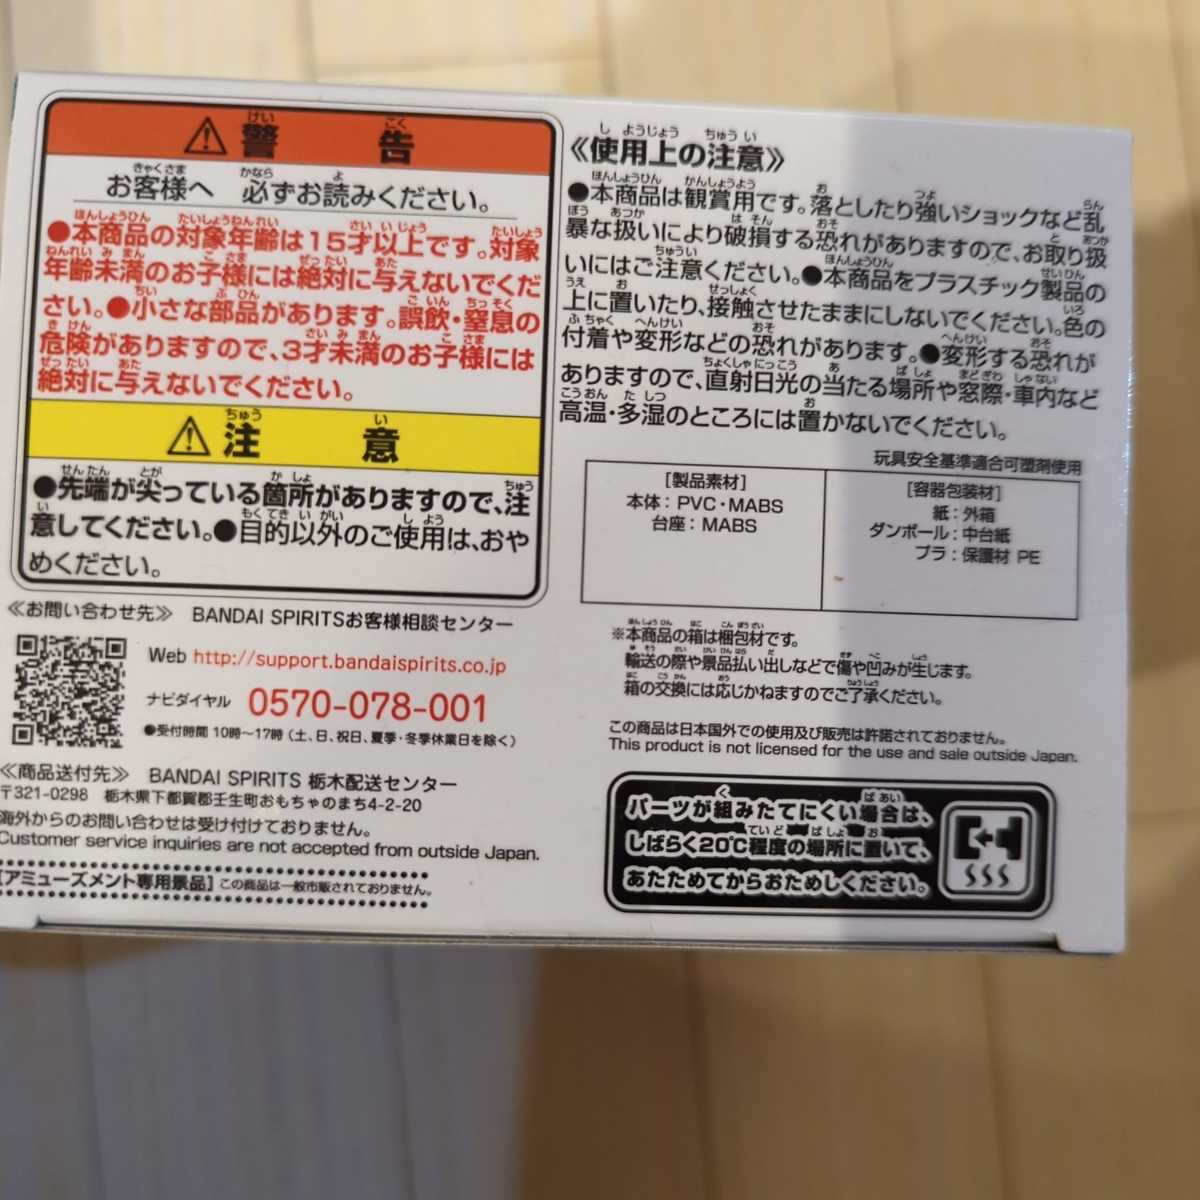 ⚠警告
お客様へ 必ずお読みください。
●本商品の対象年齢は15才以上です。対象
年齢未満のお子様には絶対に与えないでくだ
さい。●小さな部品があります。誤飲・窒息の
危険がありますので、3才未満のお子様には
絶対に与えないでください。
⚠注意
●先端が尖っている箇所がありますので、注
意してください。●目的以外のご使用は、おや
めください。
≪お問い合わせ先≫ BANDAI SPIRITSお客様相談センター
Web http://support.bandaispirits.co.jp
ナビダイヤル 0570-078-001
●受付時間 10時〜17時(土、日、祝日、夏季・冬季休業日を除く)
≪商品送付先≫ BANDAI SPIRITS 栃木配送センター
〒321-0298 栃木県下都賀郡壬生町おもちゃのまち4-2-20
海外からのお問い合わせは受け付けておりません。
Customer service inquiries are not accepted from outside Japan.
[アミューズメント専用景品] この商品は一般市販されておりません。
≪使用上の注意≫
●本商品は観賞用です。落としたり強いショックなど乱
暴な扱いにより破損する恐れがありますので、お取り扱
いにはご注意ください。●本商品をプラスチック製品の
上に置いたり、接触させたままにしないでください。色の
付着や変形などの恐れがあります。●変形する恐れが
ありますので、直射日光の当たる場所や窓際・車内など
高温・多湿のところには置かないでください。
玩具安全基準適合可塑剤使用
[製品素材]
本体:PVC・MABS
台座:MABS
[容器包装材]
紙:外箱
ダンボール:中台紙
プラ:保護材 PE
※本商品の箱は梱包材です。
輸送の際や景品払い出しなどで傷や凹みが生じます。
箱の交換には応じかねますのでご了承ください。
この商品は日本国外での使用及び販売は許諾されておりません。
This product is not licensed for the use and sale outside Japan.
パーツが組みたてにくい場合は、
しばらく20℃程度の場所に置いて、
あたためてからおためしください。